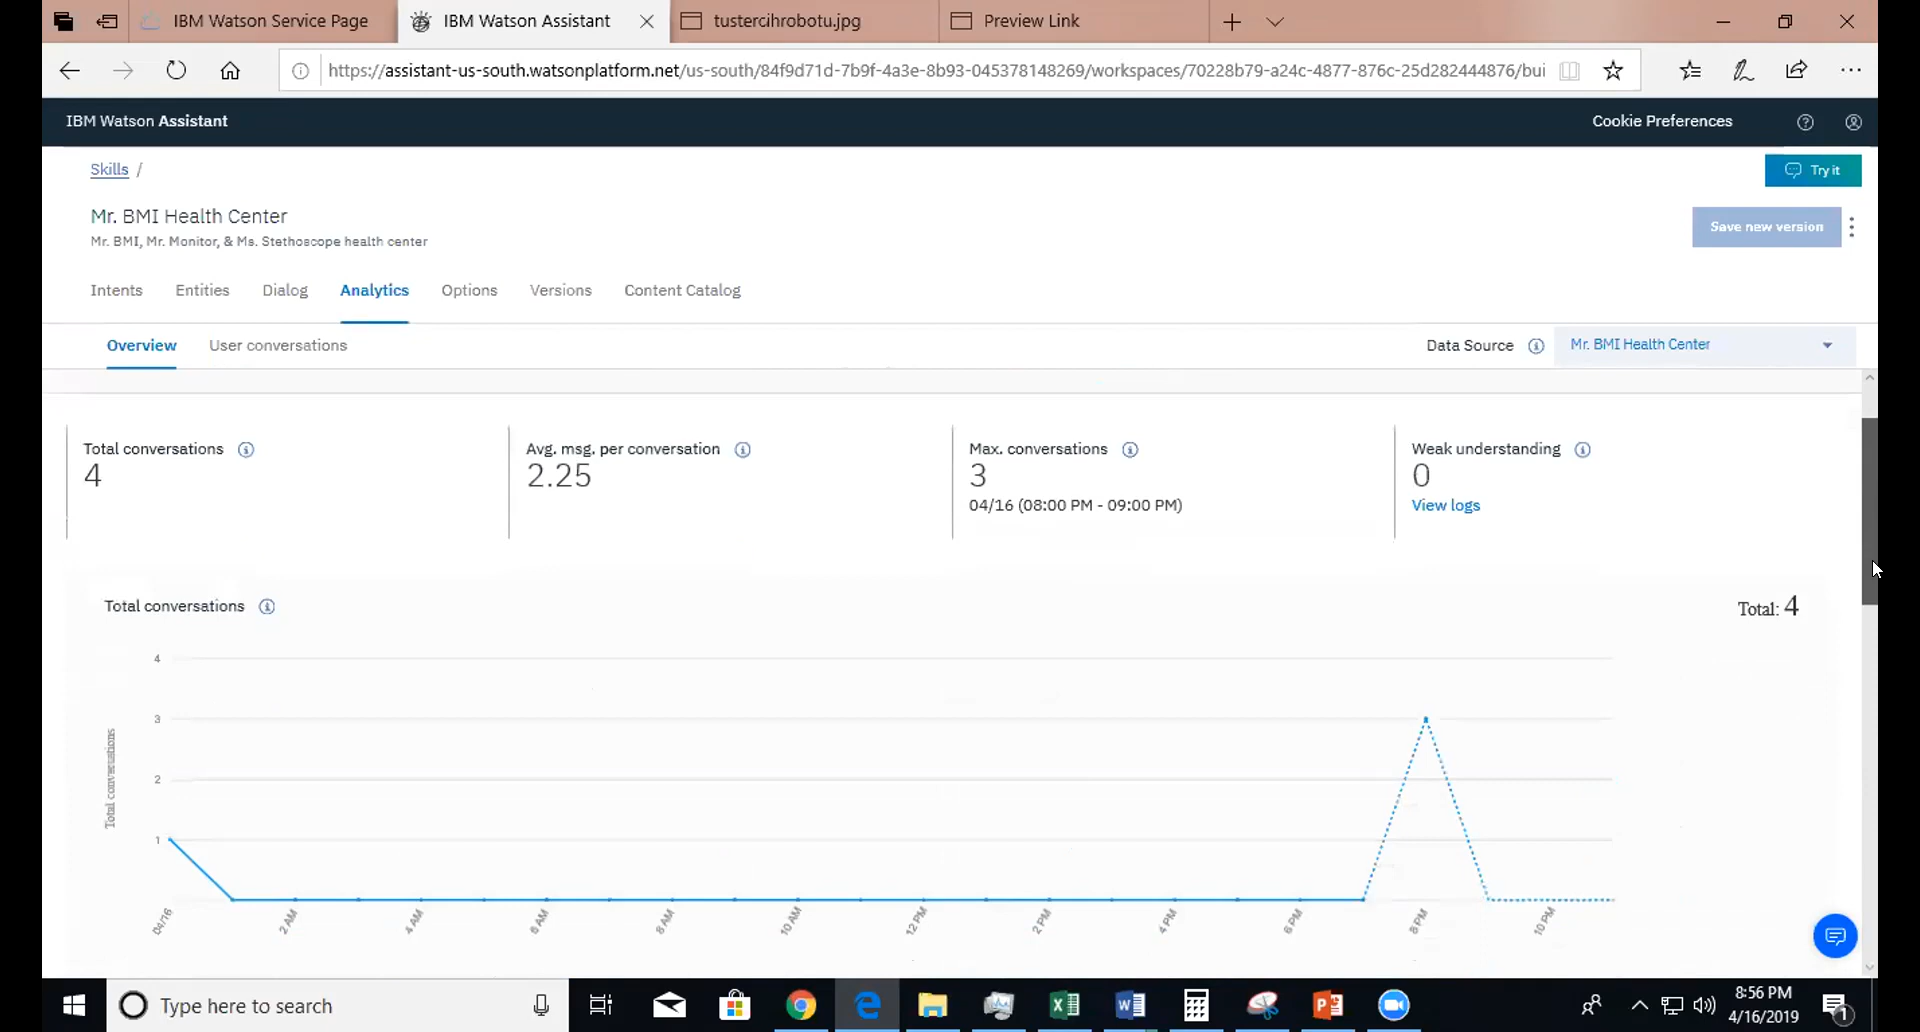 IBM Watson Service Page
IBM Watson Assistant
tustercihrobotu.jpg
Preview Link
https://assistant-us-south.watsonplatform.net/us-south/84f9d71d-7b9f-4a3e-8b93-045378148269/workspaces/70228b79-a24c-4877-876c-25d282444876/bui
IBM Watson Assistant
Cookie Preferences
Skills /
Try it
Mr. BMI Health Center
Save new version
Mr. BMI, Mr. Monitor, & Ms. Stethoscope health center
Intents Entities Dialog Analytics Options Versions Content Catalog
Overview User conversations
Data Source Mr. BMI Health Center
Total conversations
4
Avg. msg. per conversation
2.25
Max. conversations
3
04/16 (08:00 PM - 09:00 PM)
Weak understanding
0
View logs
Total conversations
Total: 4
Total conversations
4
3
2
1
04/16 2 AM 4 AM 6 AM 8 AM 10 AM 12 PM 2 PM 4 PM 6 PM 8 PM 10 PM
Type here to search
8:56 PM
4/16/2019
1